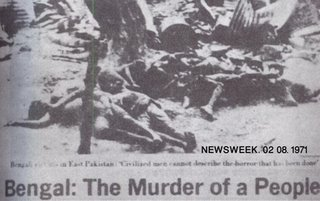 NEWSWEEK. 02 08. 1971
Bengali in East Pakistan: 'Civilized men cannot describe the horror that has been done'
Bengal: The Murder of a People